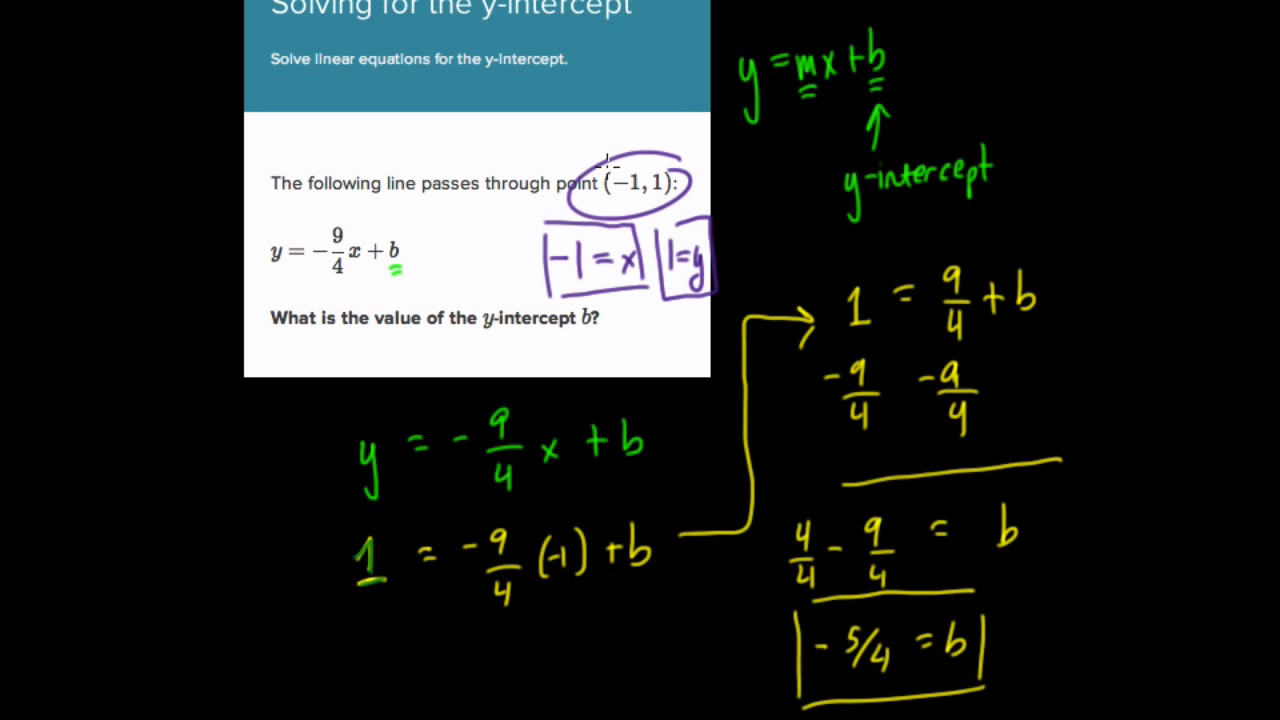 Solving for the y-intercept
Solve linear equations for the y-intercept.
The following line passes through point (−1, 1):
y = −9/4 x + b
What is the value of the y-intercept b?
-1 = x
1 = y
y = mx + b
y-intercept
y = - 9/4 x + b
1 = - 9/4 (-1) + b
1 = 9/4 + b
- 9/4 - 9/4
4/4 - 9/4 = b
- 5/4 = b